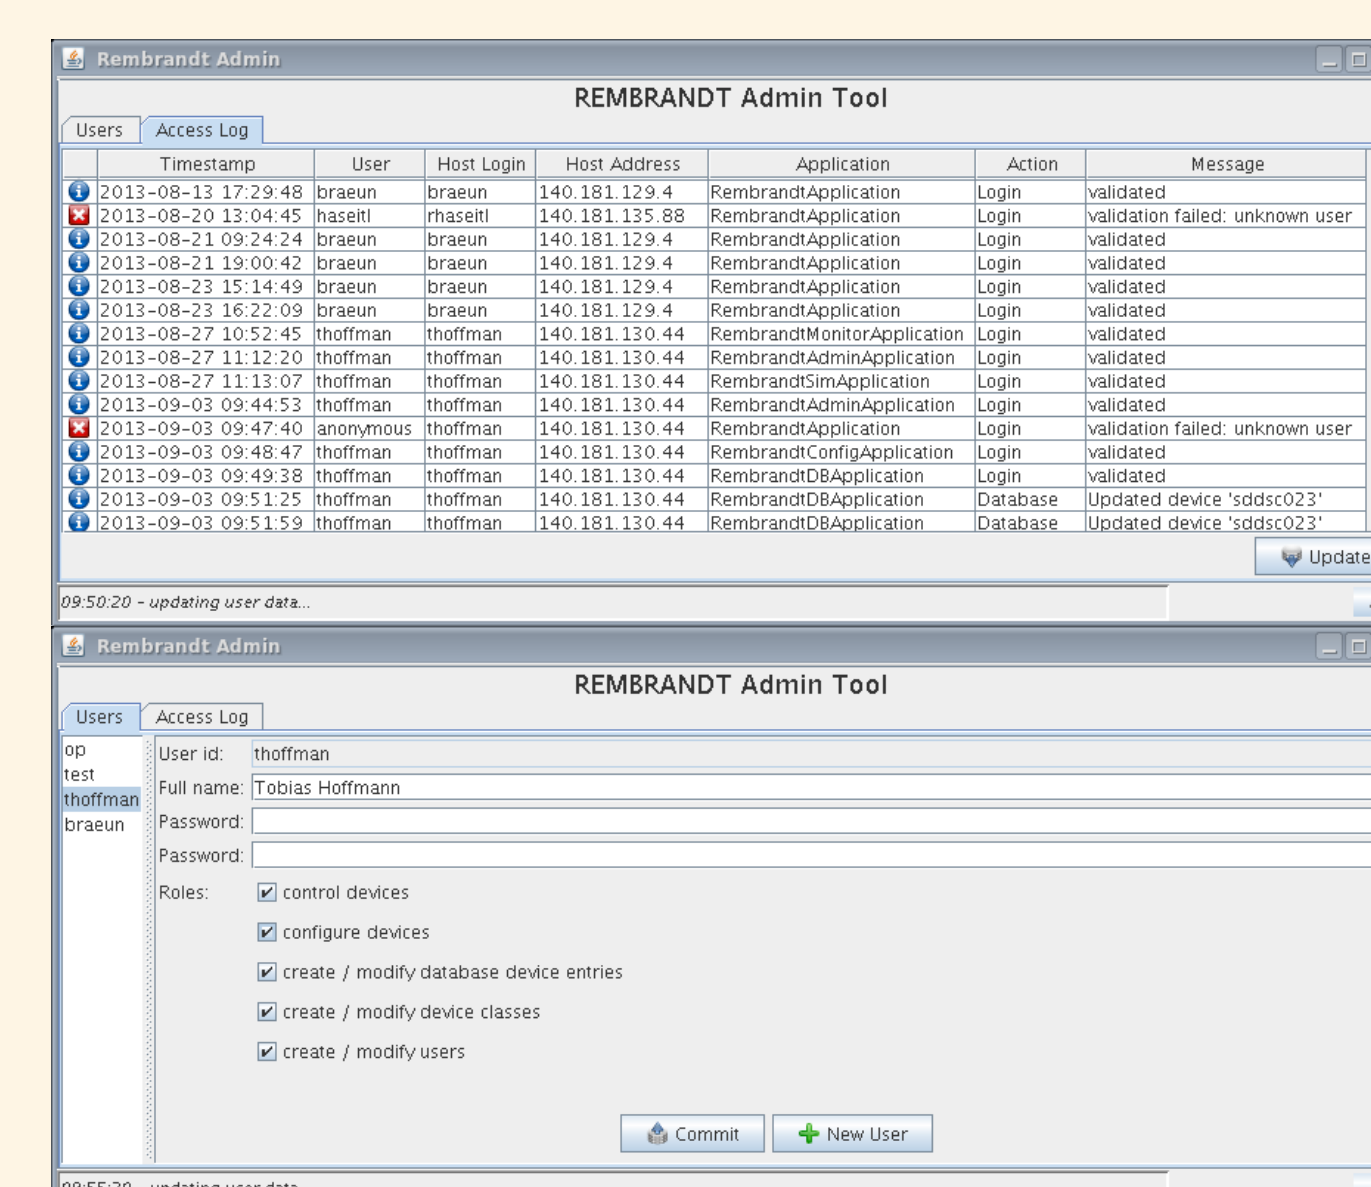 Rembrandt Admin
REMBRANDT Admin Tool
Users Access Log
Timestamp User Host Login Host Address Application Action Message
2013-08-13 17:29:48 braeun braeun 140.181.129.4 RembrandtApplication Login validated
2013-08-20 13:04:45 haseitl rhaseitl 140.181.135.88 RembrandtApplication Login validation failed: unknown user
2013-08-21 09:24:24 braeun braeun 140.181.129.4 RembrandtApplication Login validated
2013-08-21 19:00:42 braeun braeun 140.181.129.4 RembrandtApplication Login validated
2013-08-23 15:14:49 braeun braeun 140.181.129.4 RembrandtApplication Login validated
2013-08-23 16:22:09 braeun braeun 140.181.129.4 RembrandtApplication Login validated
2013-08-27 10:52:45 thoffman thoffman 140.181.130.44 RembrandtMonitorApplication Login validated
2013-08-27 11:12:20 thoffman thoffman 140.181.130.44 RembrandtAdminApplication Login validated
2013-08-27 11:13:07 thoffman thoffman 140.181.130.44 RembrandtSimApplication Login validated
2013-09-03 09:44:53 thoffman thoffman 140.181.130.44 RembrandtAdminApplication Login validated
2013-09-03 09:47:40 anonymous thoffman 140.181.130.44 RembrandtApplication Login validation failed: unknown user
2013-09-03 09:48:47 thoffman thoffman 140.181.130.44 RembrandtConfigApplication Login validated
2013-09-03 09:49:38 thoffman thoffman 140.181.130.44 RembrandtDBApplication Login validated
2013-09-03 09:51:25 thoffman thoffman 140.181.130.44 RembrandtDBApplication Database Updated device 'sddsc023'
2013-09-03 09:51:59 thoffman thoffman 140.181.130.44 RembrandtDBApplication Database Updated device 'sddsc023'
Update
09:50:20 - updating user data...
Rembrandt Admin
REMBRANDT Admin Tool
Users Access Log
op
test
thoffman
braeun
User id: thoffman
Full name: Tobias Hoffmann
Password:
Password:
Roles: control devices
configure devices
create / modify database device entries
create / modify device classes
create / modify users
Commit New User
updating user data